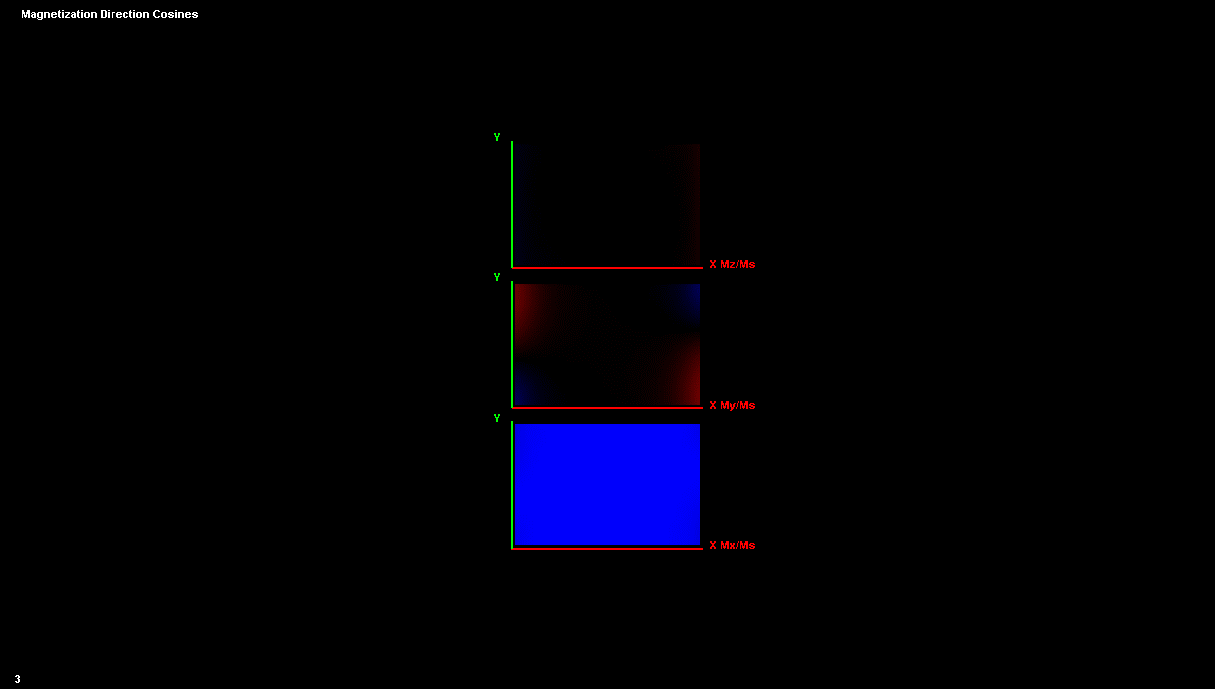 Magnetization Direction Cosines
Y
X Mz/Ms
Y
X My/Ms
Y
X Mx/Ms
3